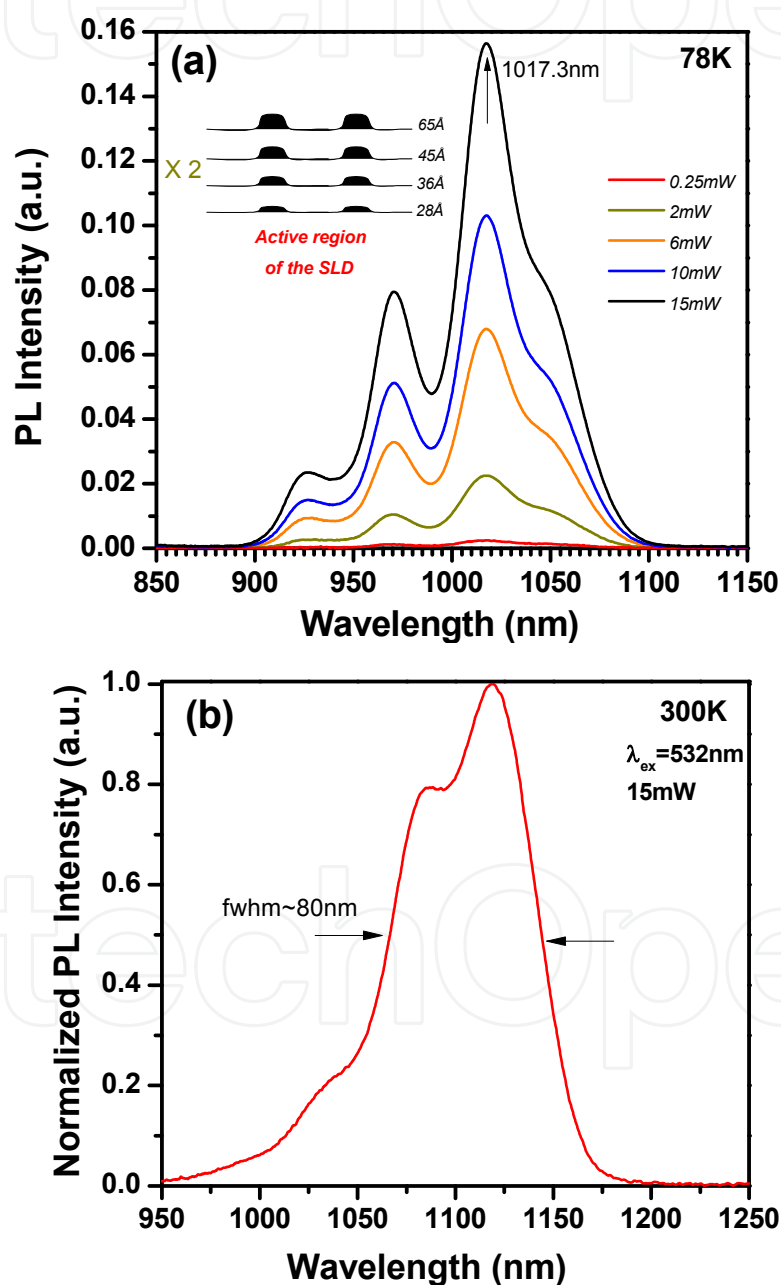 techOpe
(a)
78K
1017.3nm
65Å
45Å
X 2
36Å
28Å
Active region
of the SLD
0.25mW
2mW
6mW
10mW
15mW
PL Intensity (a.u.)
0.16
0.14
0.12
0.10
0.08
0.06
0.04
0.02
0.00
850 900 950 1000 1050 1100 1150
Wavelength (nm)
(b)
300K
λex=532nm
15mW
fwhm~80nm
techOpe
Normalized PL Intensity (a.u.)
1.0
0.8
0.6
0.4
0.2
0.0
950 1000 1050 1100 1150 1200 1250
Wavelength (nm)